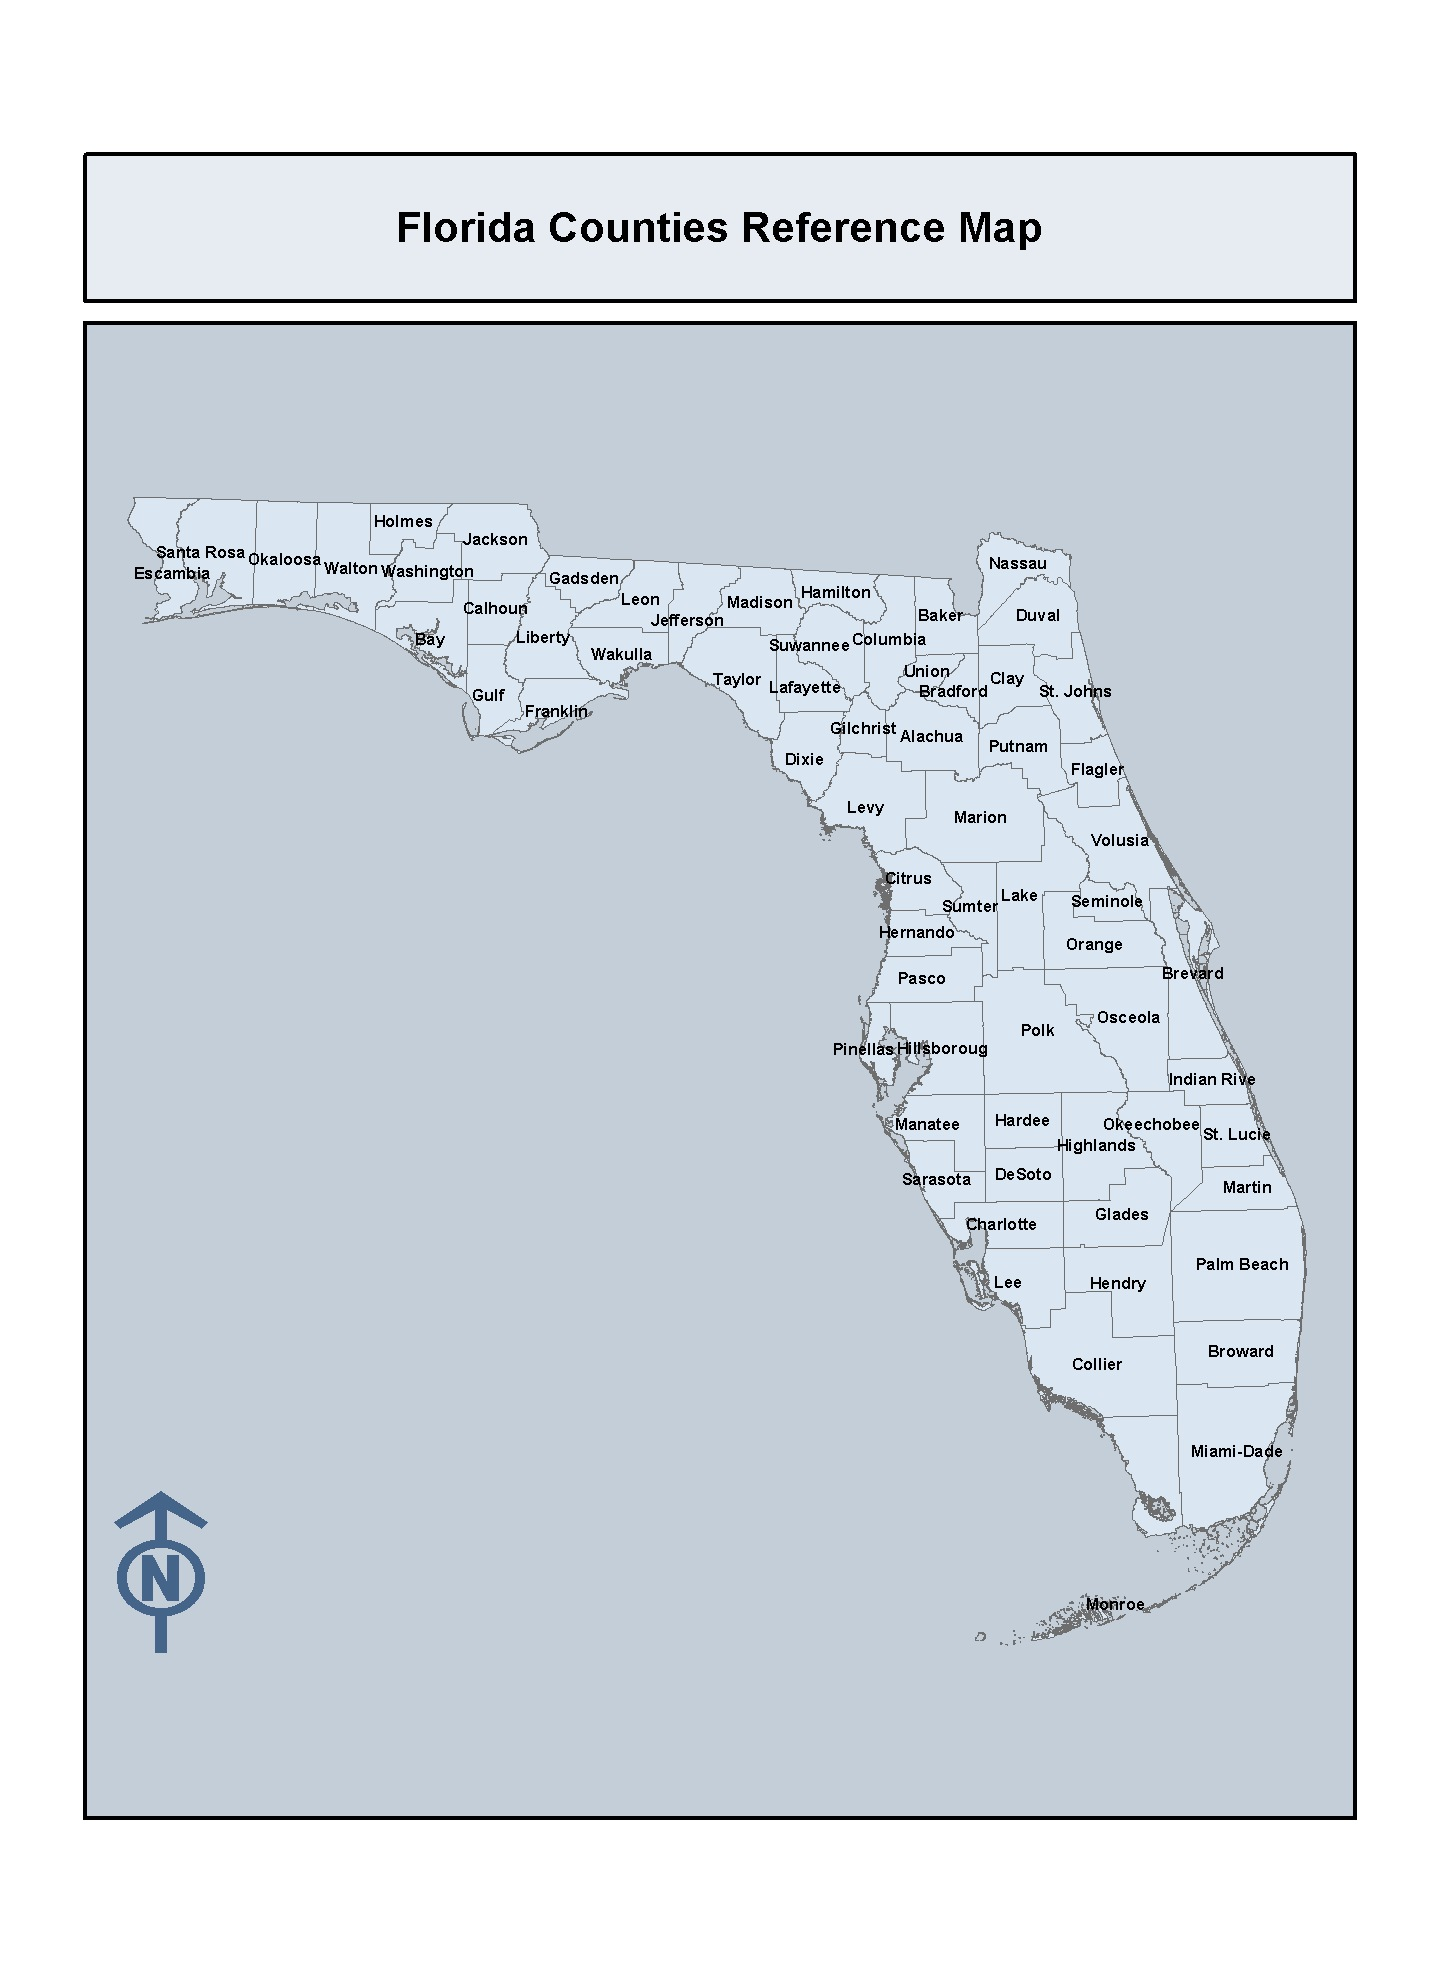 Florida Counties Reference Map
Holmes
Jackson
Santa Rosa
Okaloosa
Walton
Washington
Escambia
Nassau
Gadsden
Hamilton
Leon
Madison
Calhoun
Jefferson
Baker
Duval
Bay
Liberty
Columbia
Suwannee
Wakulla
Union
Taylor
Clay
Lafayette
Bradford
St. Johns
Gulf
Franklin
Gilchrist
Alachua
Putnam
Dixie
Flagler
Levy
Marion
Volusia
Citrus
Lake
Seminole
Sumter
Hernando
Orange
Brevard
Pasco
Osceola
Polk
Pinellas
Hillsboroug
Indian Rive
Manatee
Hardee
Okeechobee
St. Lucie
Highlands
DeSoto
Sarasota
Martin
Glades
Charlotte
Palm Beach
Lee
Hendry
Broward
Collier
Miami-Dade
N
Monroe